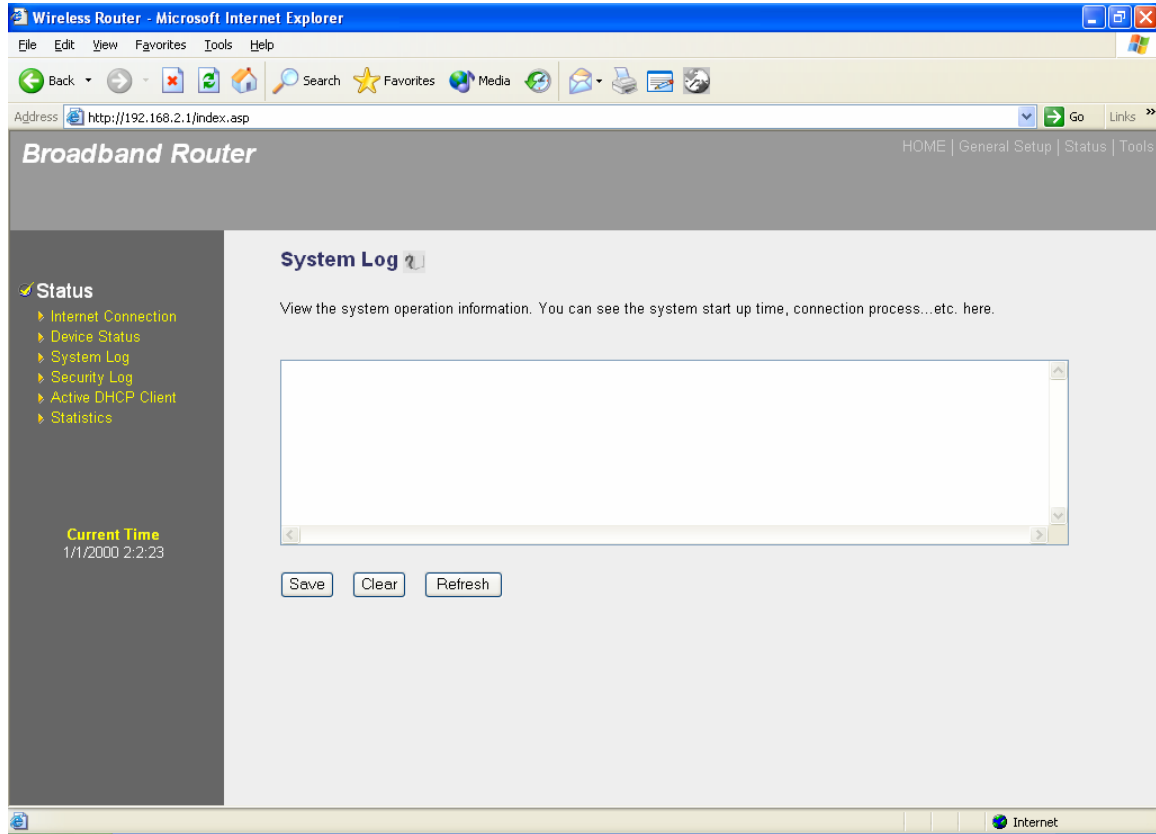 Wireless Router - Microsoft Internet Explorer
File Edit View Favorites Tools Help
Back Search Favorites Media
Address http://192.168.2.1/index.asp Go Links »
Broadband Router
HOME | General Setup | Status | Tools
Status
Internet Connection
Device Status
System Log
Security Log
Active DHCP Client
Statistics
Current Time
1/1/2000 2:2:23
System Log
View the system operation information. You can see the system start up time, connection process...etc. here.
Save Clear Refresh
Internet